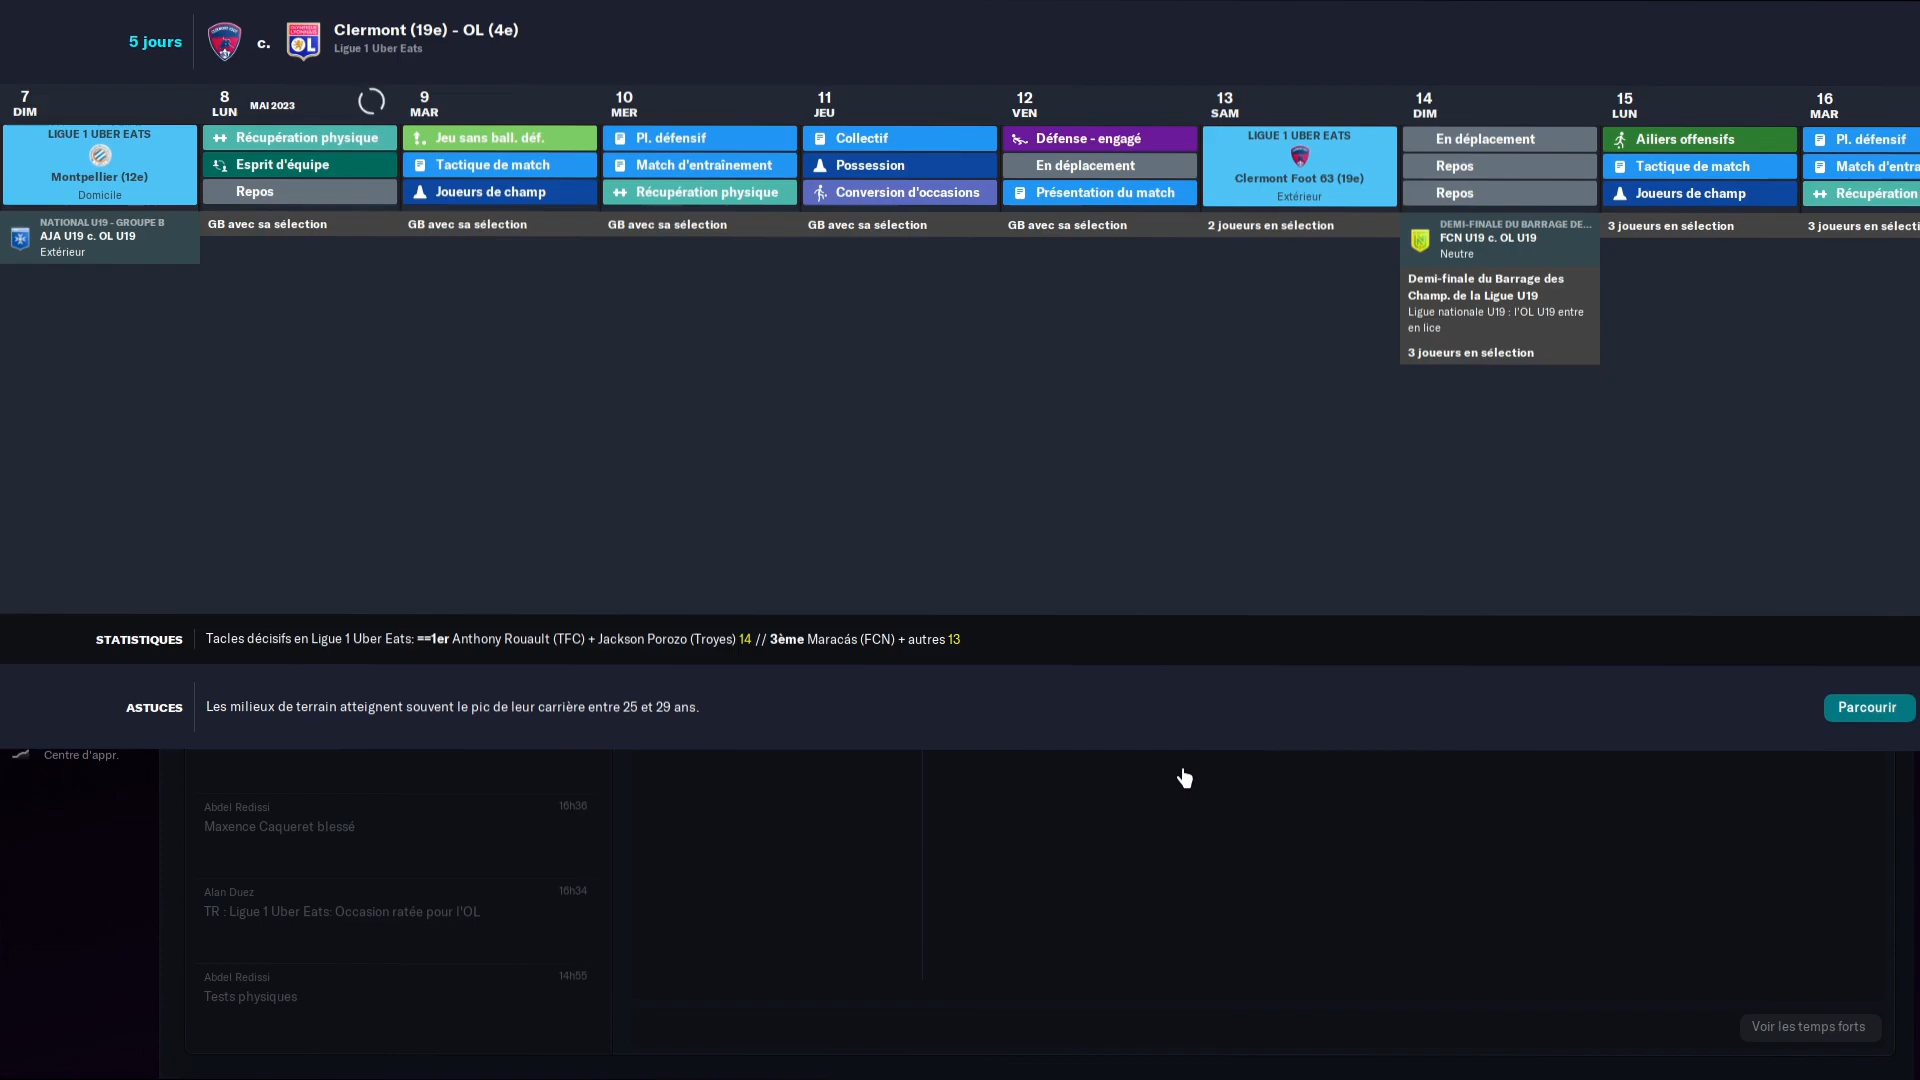 5 jours
c.
Clermont (19e) - OL (4e)
Ligue 1 Uber Eats
7
DIM
8
LUN
MAI 2023
9
MAR
10
MER
11
JEU
12
VEN
13
SAM
14
DIM
15
LUN
16
MAR
LIGUE 1 UBER EATS
Montpellier (12e)
Domicile
NATIONAL U19 - GROUPE B
AJA U19 c. OL U19
Extérieur
Récupération physique
Esprit d'équipe
Repos
GB avec sa sélection
Jeu sans ball. déf.
Tactique de match
Joueurs de champ
GB avec sa sélection
Pl. défensif
Match d'entraînement
Récupération physique
GB avec sa sélection
Collectif
Possession
Conversion d'occasions
GB avec sa sélection
Défense - engagé
En déplacement
Présentation du match
GB avec sa sélection
LIGUE 1 UBER EATS
Clermont Foot 63 (19e)
Extérieur
2 joueurs en sélection
En déplacement
Repos
Repos
DEMI-FINALE DU BARRAGE DE...
FCN U19 c. OL U19
Neutre
Demi-finale du Barrage des
Champ. de la Ligue U19
Ligue nationale U19 : l'OL U19 entre
en lice
3 joueurs en sélection
Ailiers offensifs
Tactique de match
Joueurs de champ
3 joueurs en sélection
Pl. défensif
Match d'entra
Récupération
3 joueurs en sélecti
STATISTIQUES
Tacles décisifs en Ligue 1 Uber Eats: ==1er Anthony Rouault (TFC) + Jackson Porozo (Troyes) 14 // 3ème Maracás (FCN) + autres 13
ASTUCES
Les milieux de terrain atteignent souvent le pic de leur carrière entre 25 et 29 ans.
Parcourir
Centre d'appr.
Abdel Redissi
16h36
Maxence Caqueret blessé
Alan Duez
16h34
TR : Ligue 1 Uber Eats: Occasion ratée pour l'OL
Abdel Redissi
14h55
Tests physiques
Voir les temps forts